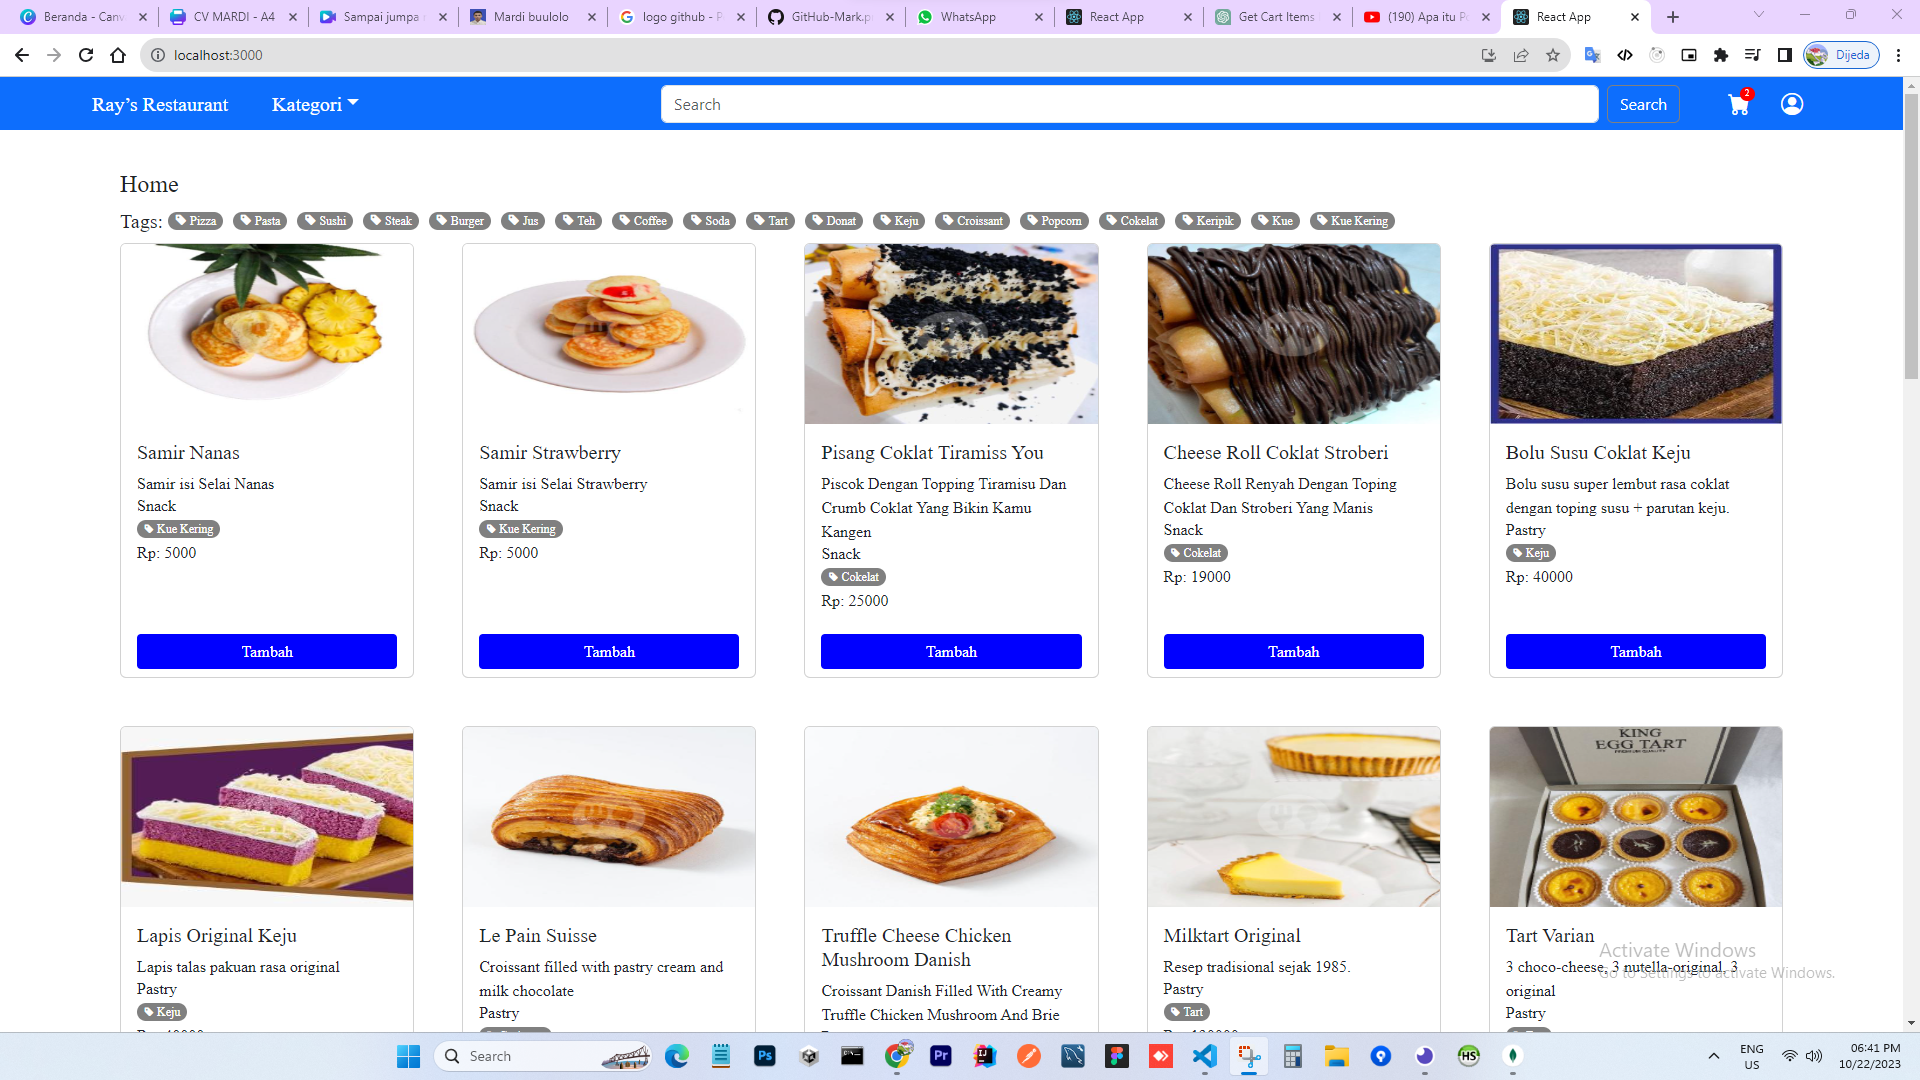 Beranda - Canv
CV MARDI - A4
Sampai jumpa
Mardi buulolo
logo github - P
GitHub-Mark.p
WhatsApp
React App
Get Cart Items
(190) Apa itu P
React App
localhost:3000
Dijeda
Ray’s Restaurant
Kategori
Search
Search
2
Home
Tags: Pizza Pasta Sushi Steak Burger Jus Teh Coffee Soda Tart Donat Keju Croissant Popcorn Cokelat Keripik Kue Kue Kering
Samir Nanas
Samir isi Selai Nanas
Snack
Kue Kering
Rp: 5000
Tambah
Samir Strawberry
Samir isi Selai Strawberry
Snack
Kue Kering
Rp: 5000
Tambah
Pisang Coklat Tiramiss You
Piscok Dengan Topping Tiramisu Dan
Crumb Coklat Yang Bikin Kamu
Kangen
Snack
Cokelat
Rp: 25000
Tambah
Cheese Roll Coklat Stroberi
Cheese Roll Renyah Dengan Toping
Coklat Dan Stroberi Yang Manis
Snack
Cokelat
Rp: 19000
Tambah
Bolu Susu Coklat Keju
Bolu susu super lembut rasa coklat
dengan toping susu + parutan keju.
Pastry
Keju
Rp: 40000
Tambah
Lapis Original Keju
Lapis talas pakuan rasa original
Pastry
Keju
Le Pain Suisse
Croissant filled with pastry cream and
milk chocolate
Pastry
Truffle Cheese Chicken
Mushroom Danish
Croissant Danish Filled With Creamy
Truffle Chicken Mushroom And Brie
Milktart Original
Resep tradisional sejak 1985.
Pastry
Tart
KING
EGG TART
Tart Varian
3 choco-cheese, 3 nutella-original, 3
original
Pastry
Activate Windows
Go to Settings to activate Windows.
Search
Ps
Pr
IJ
HS
ENG
US
06:41 PM
10/22/2023